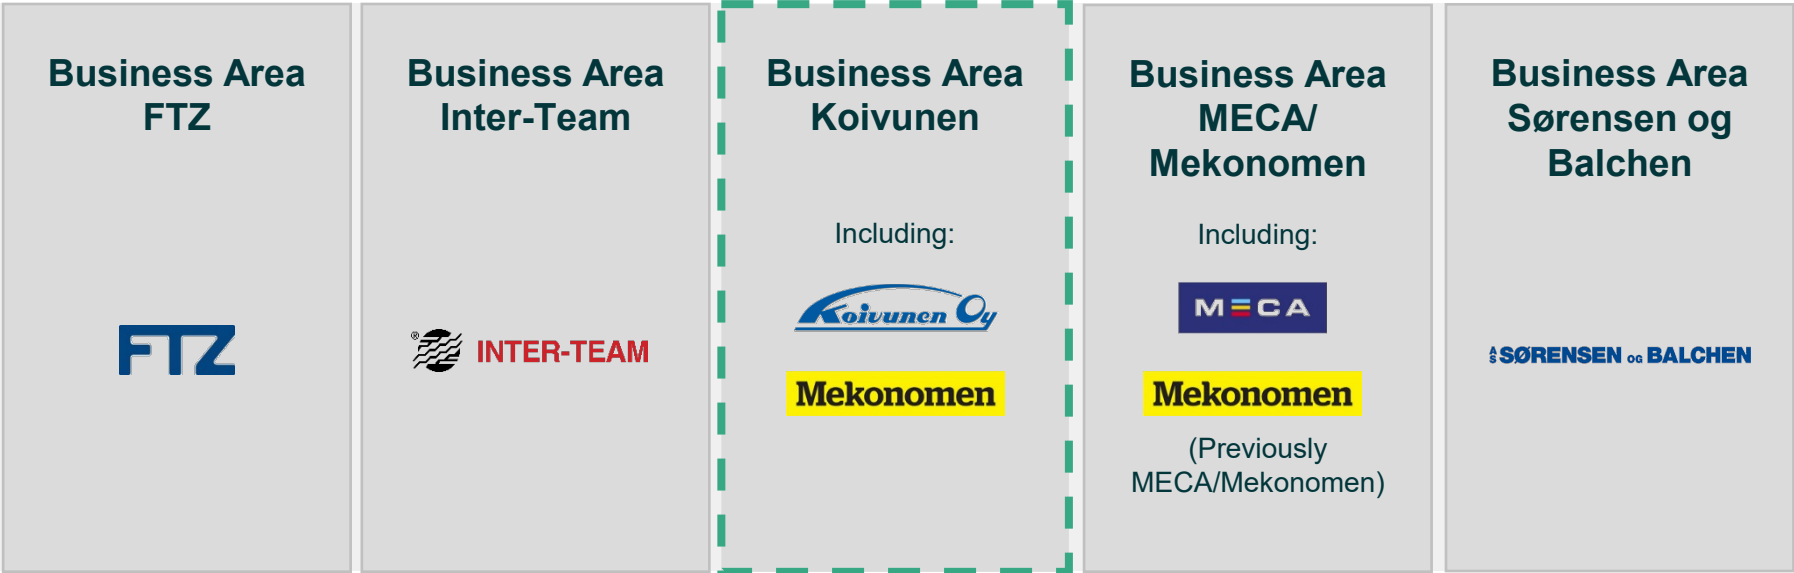 Business Area
FTZ
FTZ
Business Area
Inter-Team
® INTER-TEAM
Business Area
Koivunen
Including:
Koivunen Oy
Mekonomen
Business Area
MECA/
Mekonomen
Including:
MECA
Mekonomen
(Previously
MECA/Mekonomen)
Business Area
Sørensen og
Balchen
AS SØRENSEN OG BALCHEN